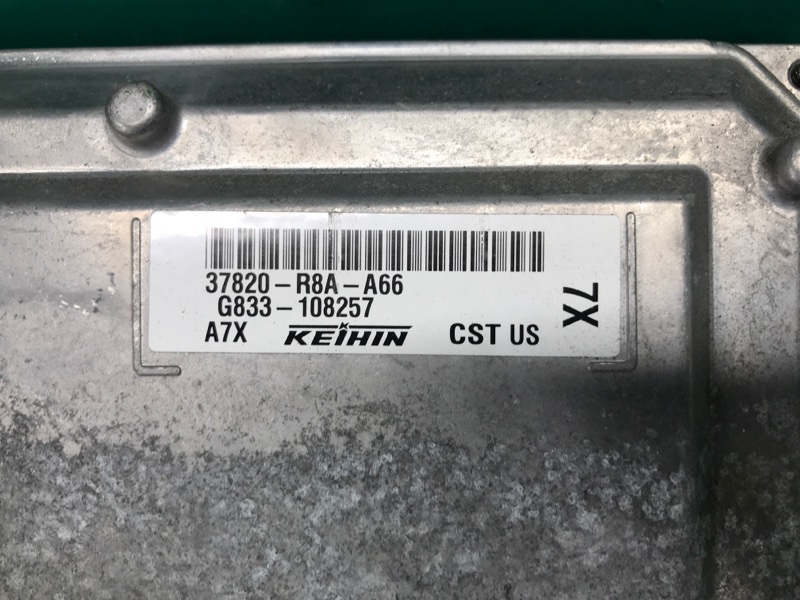 37820-R8A-A66
G833-108257
A7X KEIHIN CST US
7X